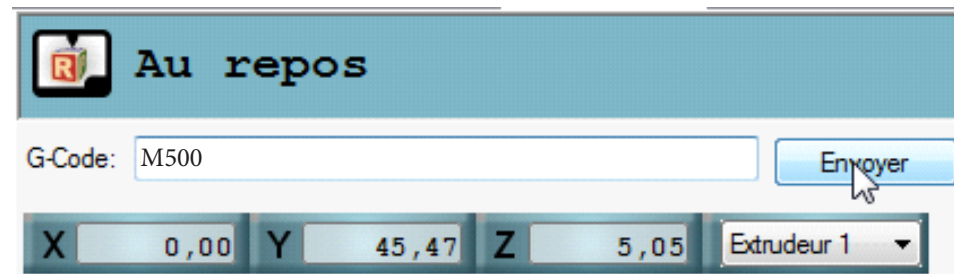 R Au repos
G-Code: M500 Envoyer
X 0,00 Y 45,47 Z 5,05 Extrudeur 1